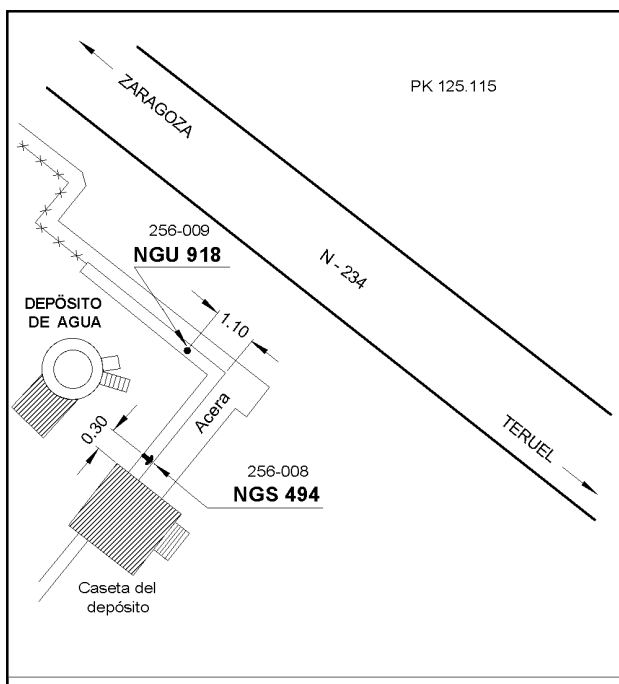 PK 125.115
ZARAGOZA
256-009
NGU 918
N - 234
DEPÖSITO
DE AGUA
1.10
Acera
0.30
TERUEL
256-008
NGS 494
Caseta del
depósito